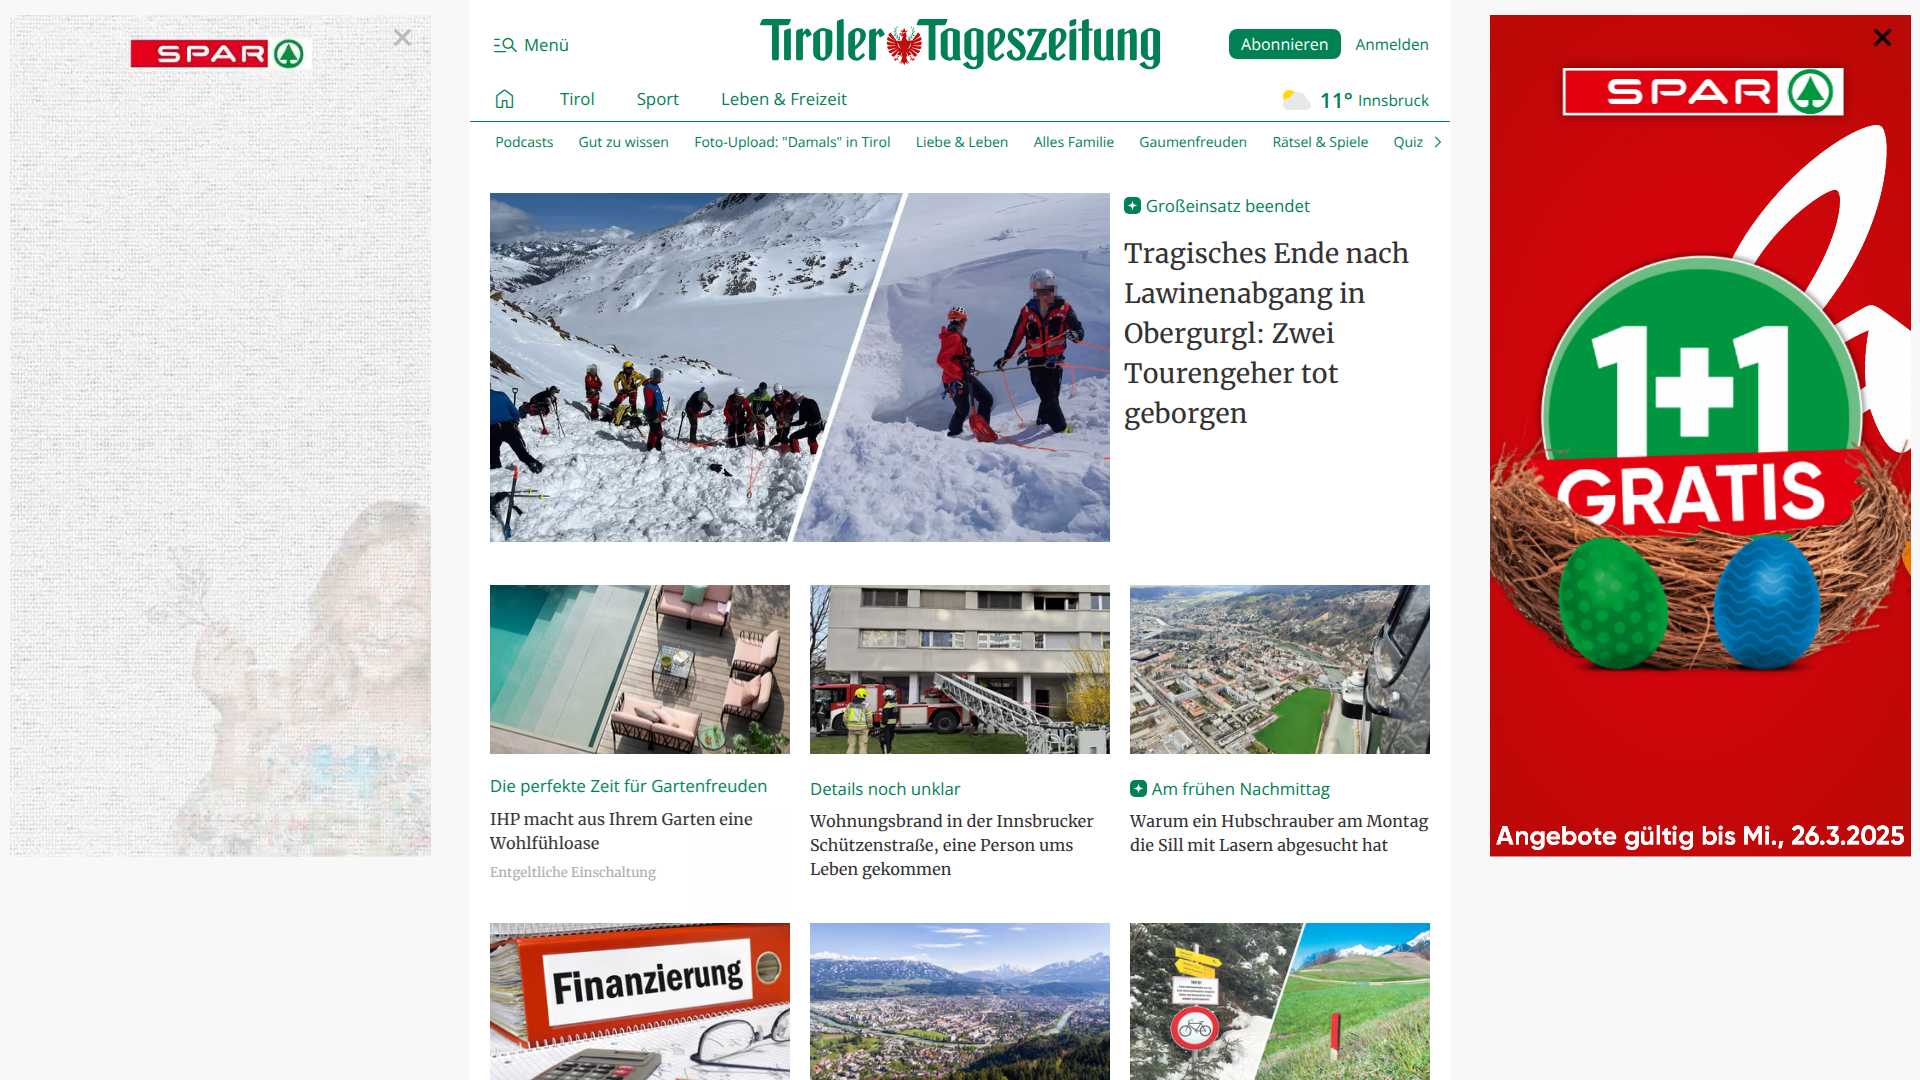 SPAR
Menü
Tiroler Tageszeitung
Abonnieren
Anmelden
Tirol
Sport
Leben & Freizeit
11° Innsbruck
Podcasts
Gut zu wissen
Foto-Upload: "Damals" in Tirol
Liebe & Leben
Alles Familie
Gaumenfreuden
Rätsel & Spiele
Quiz
Großeinsatz beendet
Tragisches Ende nach
Lawinenabgang in
Obergurgl: Zwei
Tourengeher tot
geborgen
Die perfekte Zeit für Gartenfreuden
IHP macht aus Ihrem Garten eine
Wohlfühloase
Entgeltliche Einschaltung
Details noch unklar
Wohnungsbrand in der Innsbrucker
Schützenstraße, eine Person ums
Leben gekommen
Am frühen Nachmittag
Warum ein Hubschrauber am Montag
die Sill mit Lasern abgesucht hat
Finanzierung
SPAR
1+1
GRATIS
Angebote gültig bis Mi., 26.3.2025